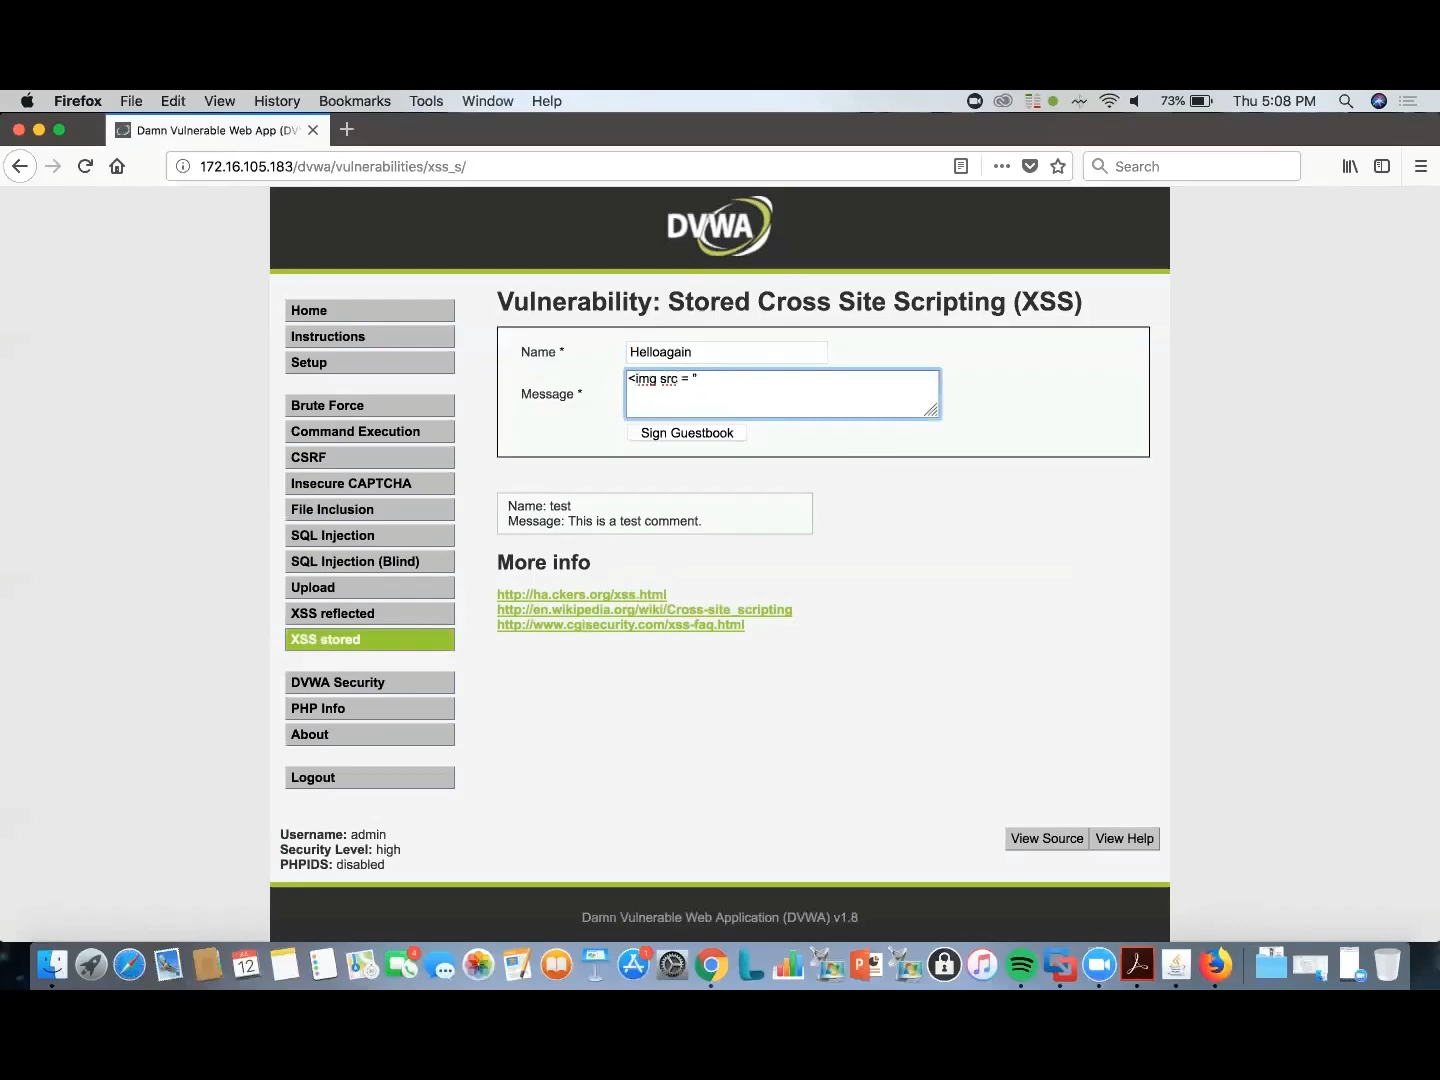 Firefox File Edit View History Bookmarks Tools Window Help 73% Thu 5:08 PM
Damn Vulnerable Web App (DV
172.16.105.183/dvwa/vulnerabilities/xss_s/ Search
DVWA
Vulnerability: Stored Cross Site Scripting (XSS)
Name * Helloagain
Message * <img src = "
Sign Guestbook
Name: test
Message: This is a test comment.
More info
http://ha.ckers.org/xss.html
http://en.wikipedia.org/wiki/Cross-site_scripting
http://www.cgisecurity.com/xss-faq.html
Home
Instructions
Setup
Brute Force
Command Execution
CSRF
Insecure CAPTCHA
File Inclusion
SQL Injection
SQL Injection (Blind)
Upload
XSS reflected
XSS stored
DVWA Security
PHP Info
About
Logout
Username: admin
Security Level: high
PHPIDS: disabled
View Source View Help
Damn Vulnerable Web Application (DVWA) v1.8
4
12
1